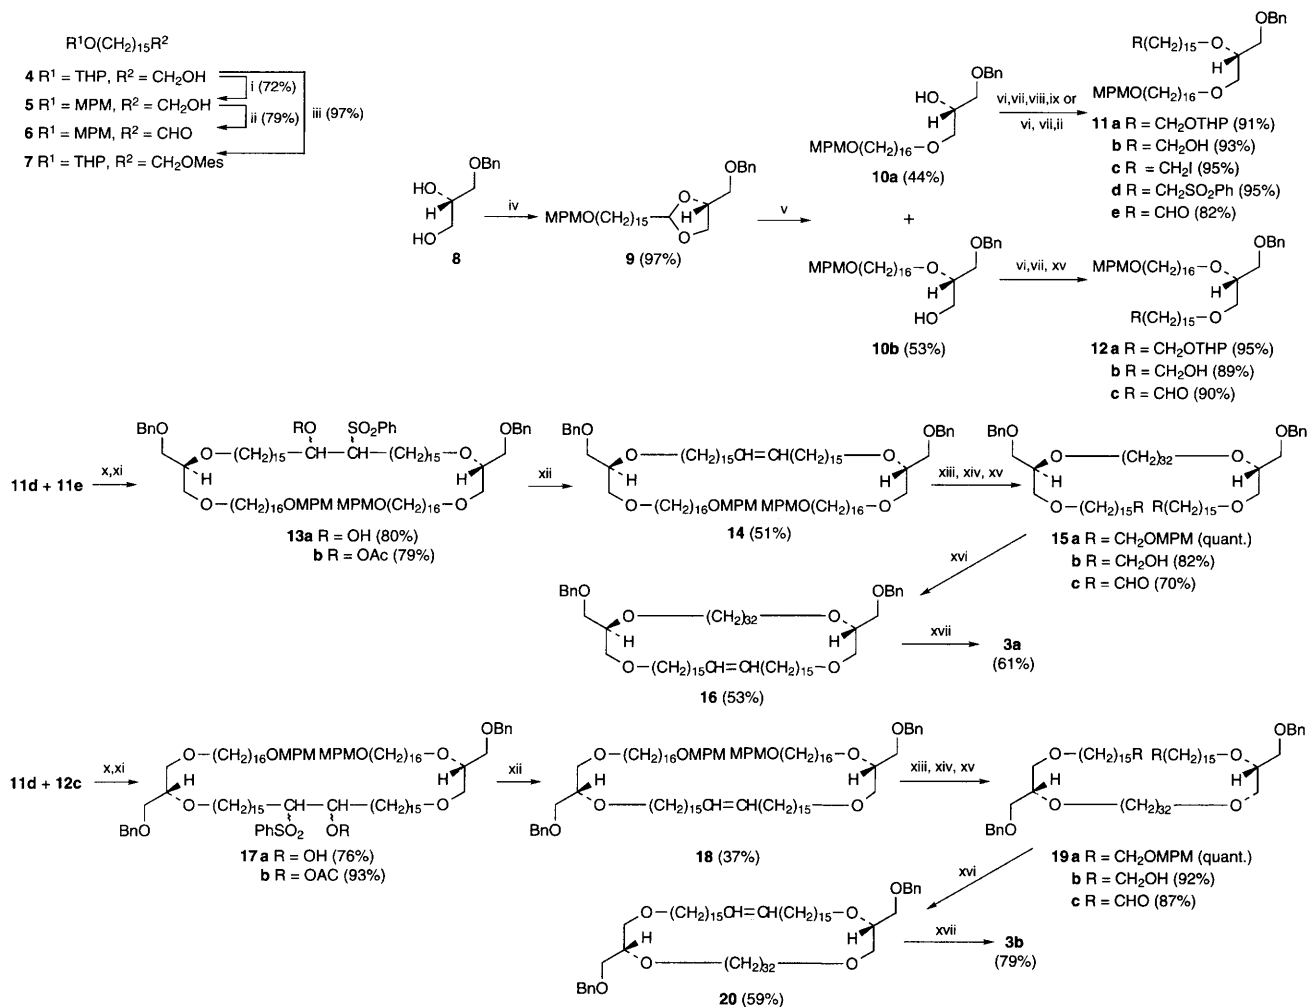 R¹O(CH₂)₁₅R²
4 R¹ = THP, R² = CH₂OH
i (72%)
5 R¹ = MPM, R² = CH₂OH
ii (79%)
iii (97%)
6 R¹ = MPM, R² = CHO
7 R¹ = THP, R² = CH₂OMes
OBn
HO
H
HO
8
iv
OBn
MPMO(CH₂)₁₅
O
H
O
9 (97%)
v
OBn
HO
H
MPMO(CH₂)₁₆–O
10a (44%)
+
OBn
MPMO(CH₂)₁₆–O
H
HO
10b (53%)
vi,vii,viii,ix or
vi, vii,ii
OBn
R(CH₂)₁₅–O
H
MPMO(CH₂)₁₆–O
11a R = CH₂OTHP (91%)
b R = CH₂OH (93%)
c R = CH₂I (95%)
d R = CH₂SO₂Ph (95%)
e R = CHO (82%)
vi,vii, xv
OBn
MPMO(CH₂)₁₆–O
H
R(CH₂)₁₅–O
12a R = CH₂OTHP (95%)
b R = CH₂OH (89%)
c R = CHO (90%)
11d + 11e
x,xi
BnO
RO
SO₂Ph
OBn
O
(CH₂)₁₅
(CH₂)₁₅–O
H
H
O–(CH₂)₁₆OMPM MPMO(CH₂)₁₆–O
13a R = OH (80%)
b R = OAc (79%)
xii
BnO
OBn
O
(CH₂)₁₅CH=CH(CH₂)₁₅
O
H
H
O–(CH₂)₁₆OMPM MPMO(CH₂)₁₆–O
14 (51%)
xiii, xiv, xv
BnO
OBn
O
(CH₂)₃₂
O
H
H
O–(CH₂)₁₅R R(CH₂)₁₅–O
15a R = CH₂OMPM (quant.)
b R = CH₂OH (82%)
c R = CHO (70%)
xvi
BnO
OBn
O
(CH₂)₃₂
O
H
H
O–(CH₂)₁₅CH=CH(CH₂)₁₅–O
16 (53%)
xvii
3a
(61%)
11d + 12c
x,xi
OBn
O–(CH₂)₁₆OMPM MPMO(CH₂)₁₆–O
H
H
O
(CH₂)₁₅
(CH₂)₁₅–O
BnO
PhSO₂
OR
17a R = OH (76%)
b R = OAC (93%)
xii
OBn
O–(CH₂)₁₆OMPM MPMO(CH₂)₁₆–O
H
H
O
(CH₂)₁₅CH=CH(CH₂)₁₅
O
BnO
18 (37%)
xiii, xiv, xv
OBn
O–(CH₂)₁₅R R(CH₂)₁₅–O
H
H
O
(CH₂)₃₂
O
BnO
19a R = CH₂OMPM (quant.)
b R = CH₂OH (92%)
c R = CHO (87%)
xvi
OBn
O–(CH₂)₁₅CH=CH(CH₂)₁₅–O
H
H
O
(CH₂)₃₂
O
BnO
20 (59%)
xvii
3b
(79%)